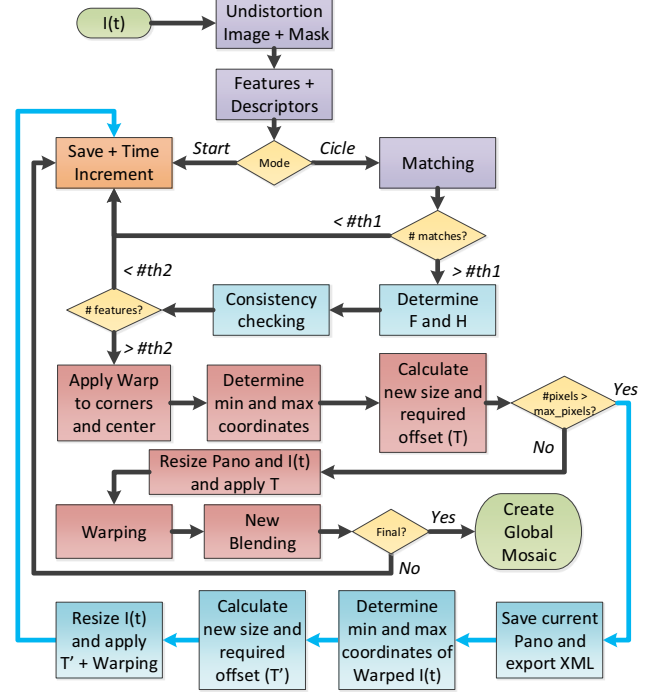 I(t)
Undistortion
Image + Mask
Features +
Descriptors
Save + Time
Increment
Start
Mode
Cicle
Matching
< #th1
# matches?
< #th2
> #th1
# features?
Consistency
checking
Determine
F and H
> #th2
Apply Warp
to corners
and center
Determine
min and max
coordinates
Calculate
new size and
required
offset (T)
#pixels >
max_pixels?
Yes
No
Resize Pano and I(t)
and apply T
Warping
New
Blending
Final?
Yes
Create
Global
Mosaic
No
Resize I(t)
and apply
T’ + Warping
Calculate
new size and
required
offset (T’)
Determine
min and max
coordinates of
Warped I(t)
Save current
Pano and
export XML